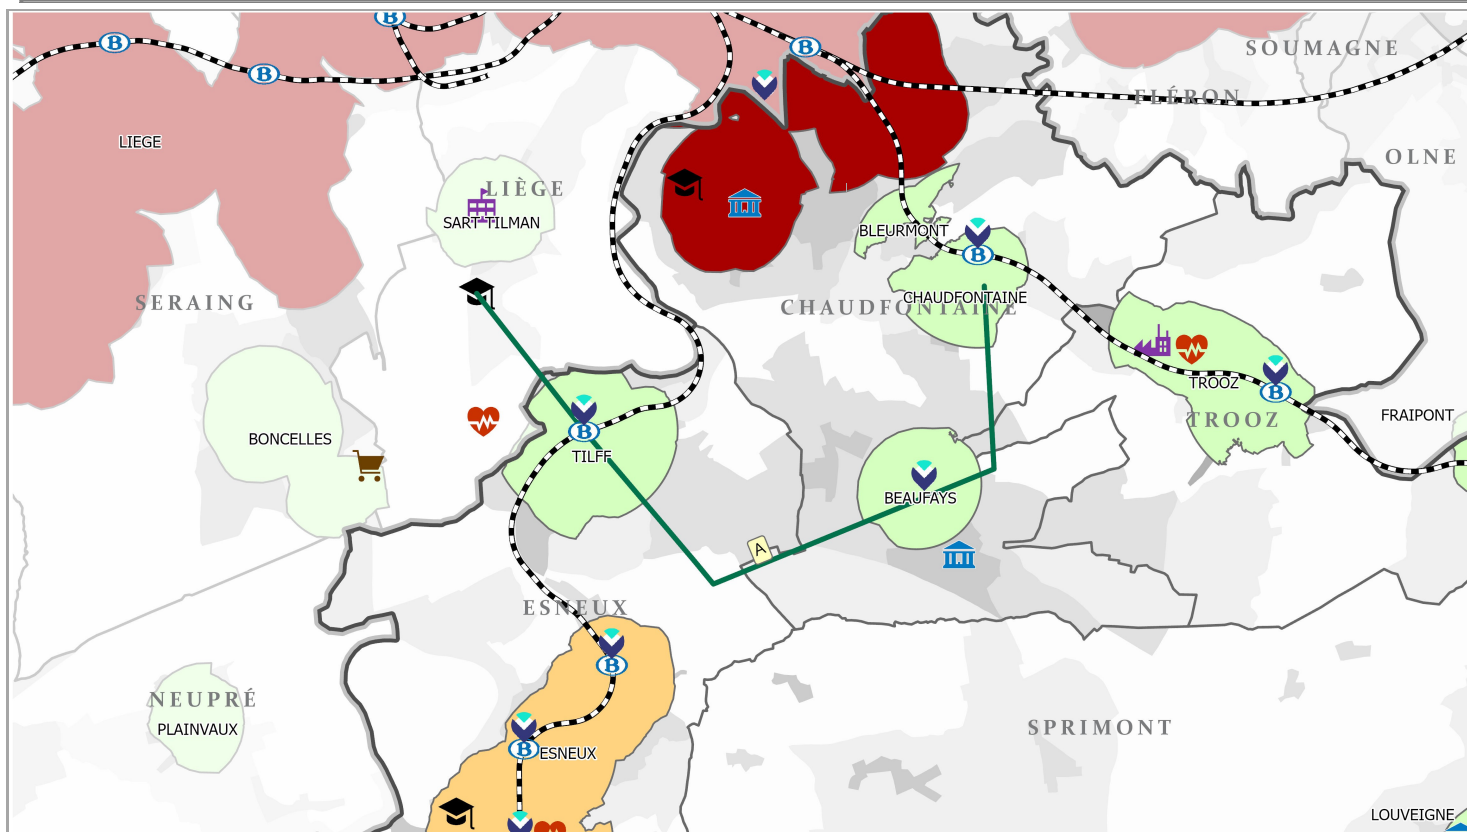 B
B
B
B
SOUMAGNE
FLÉRON
LIEGE
OLNE
LIÈGE
SART-TILMAN
BLEURMONT
B
SERAING
CHAUDFONTAINE
CHAUDFONTAINE
TROOZ
B
TROOZ
FRAIPONT
BONCELLES
B
TILFF
BEAUFAYS
A
ESNEUX
B
NEUPRÉ
PLAINVAUX
SPRIMONT
B
ESNEUX
LOUVEIGNE